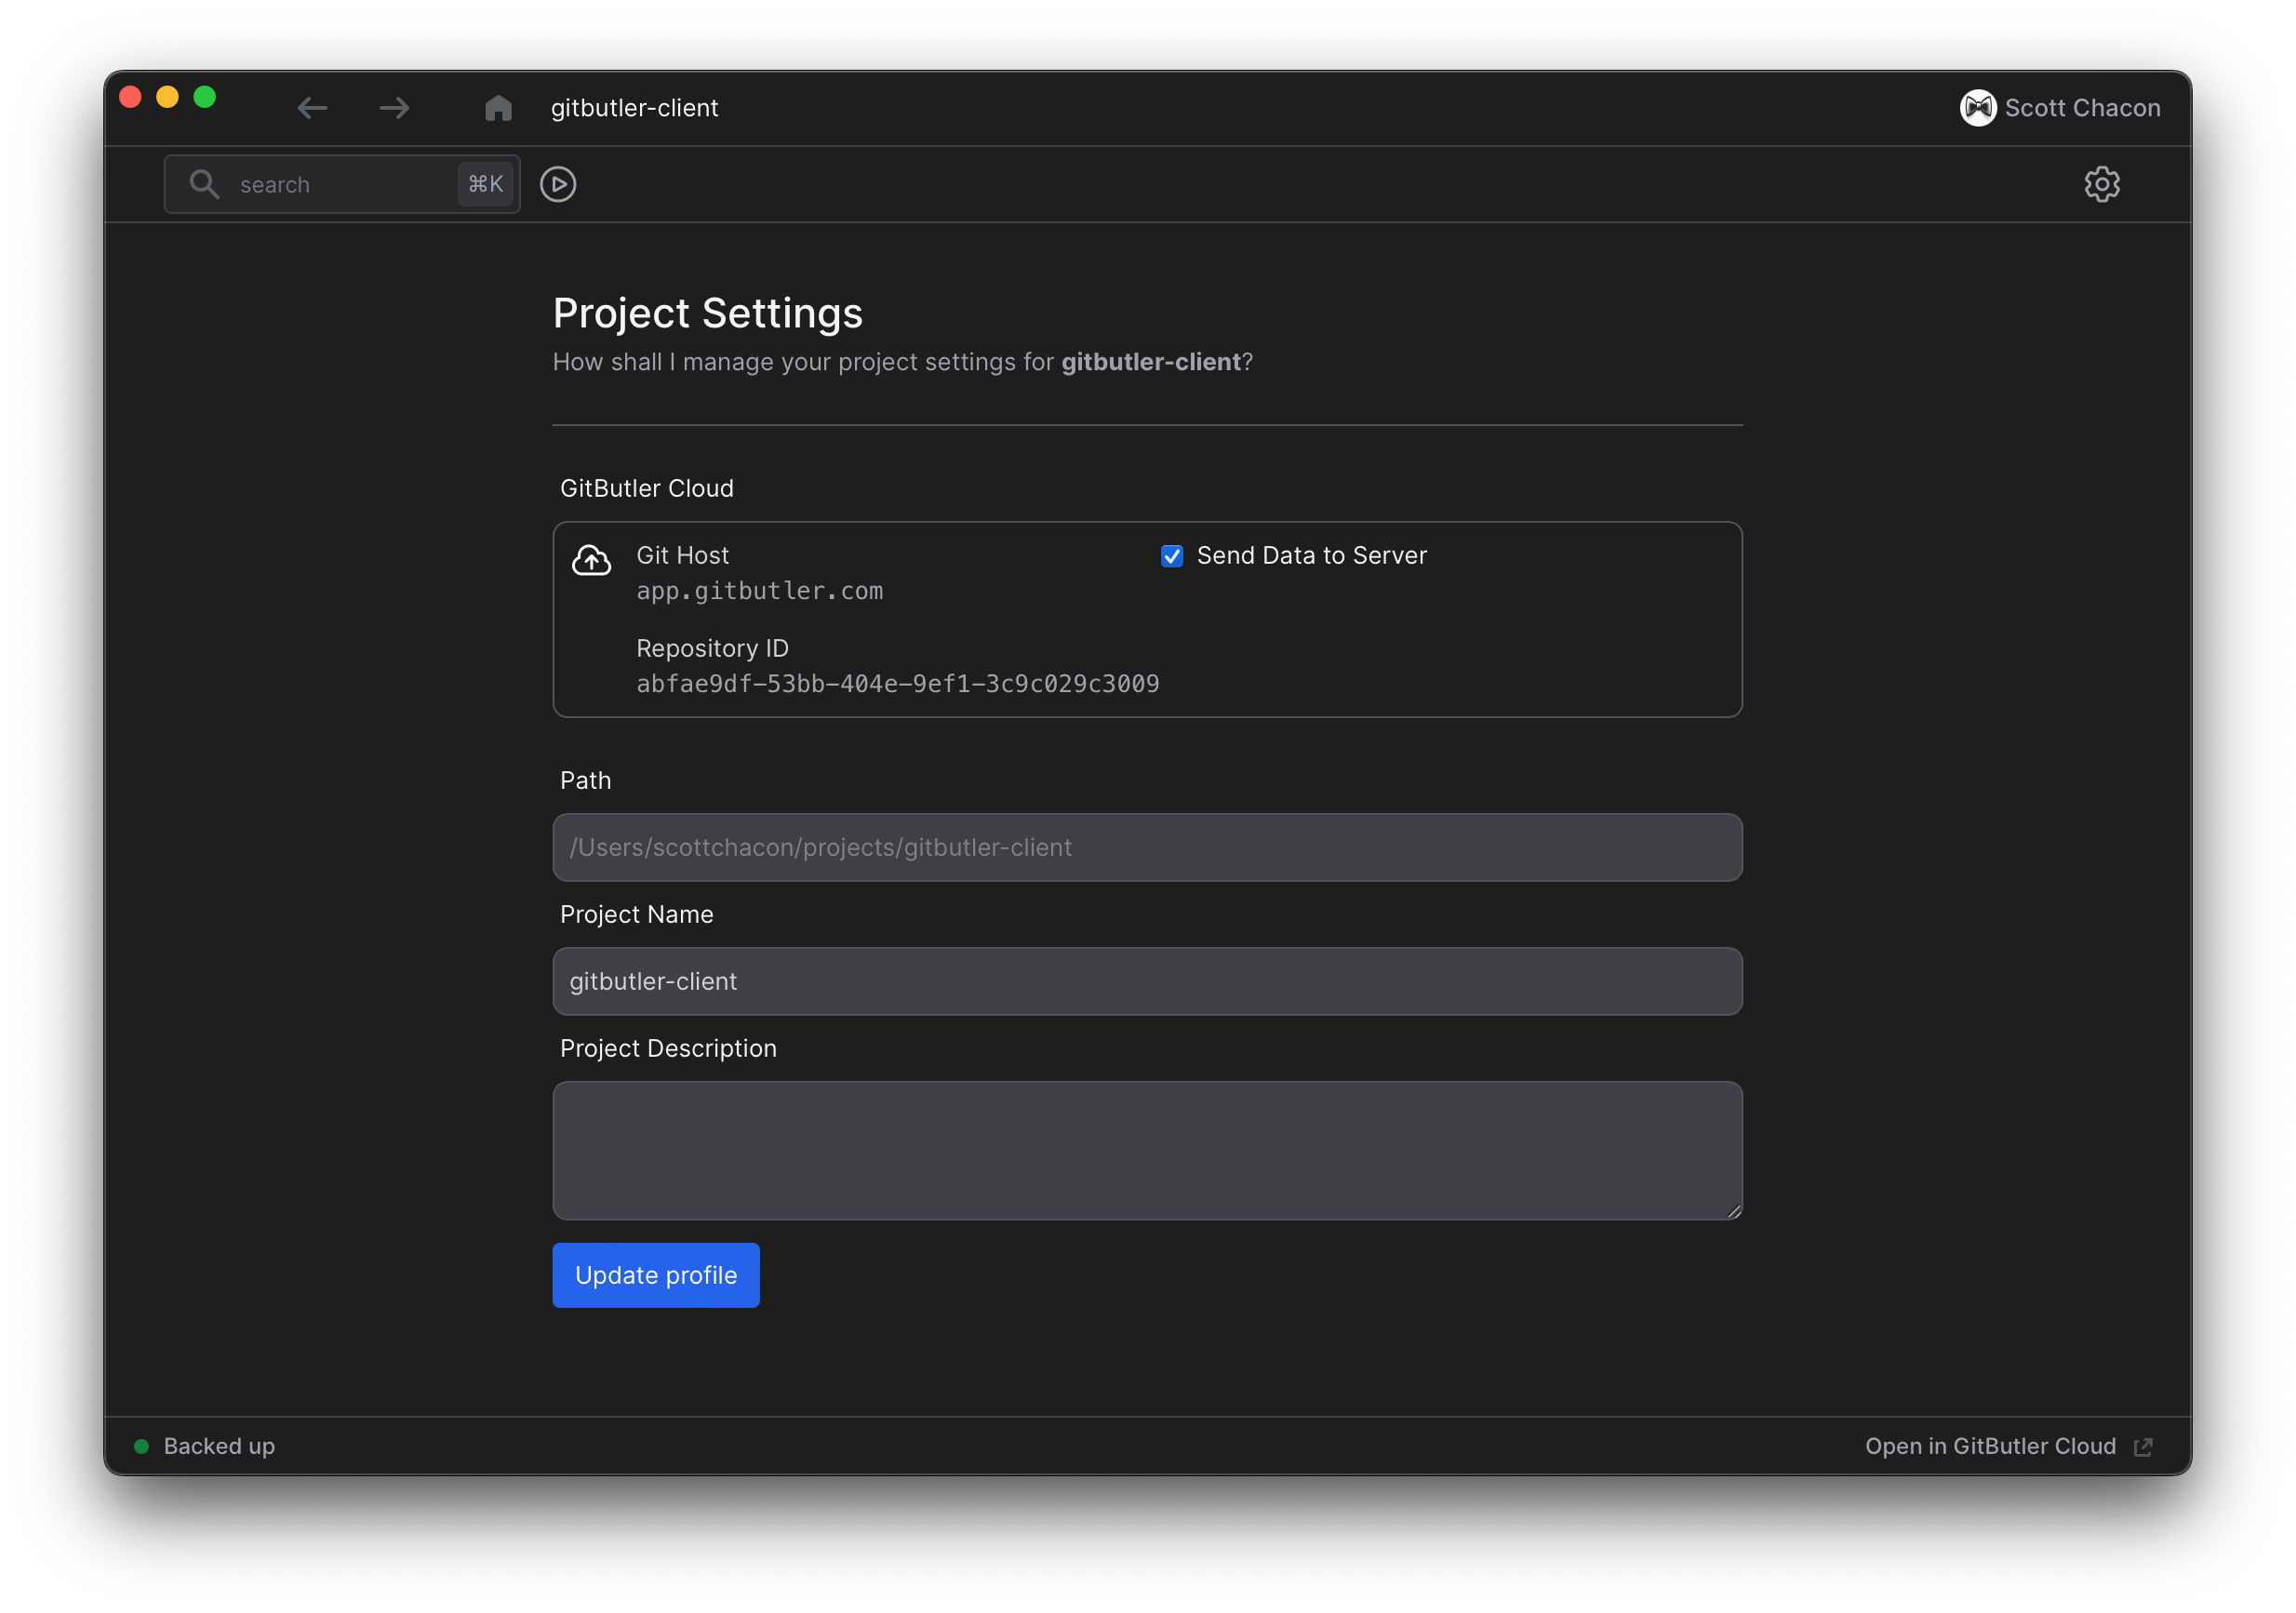 gitbutler-client
Scott Chacon
search
⌘K
Project Settings
How shall I manage your project settings for gitbutler-client?
GitButler Cloud
Git Host
Send Data to Server
app.gitbutler.com
Repository ID
abfae9df-53bb-404e-9ef1-3c9c029c3009
Path
/Users/scottchacon/projects/gitbutler-client
Project Name
gitbutler-client
Project Description
Update profile
Backed up
Open in GitButler Cloud